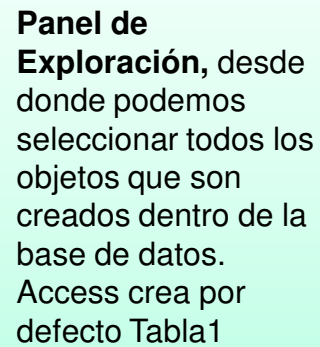 Panel de
Exploración, desde
donde podemos
seleccionar todos los
objetos que son
creados dentro de la
base de datos.
Access crea por
defecto Tabla1